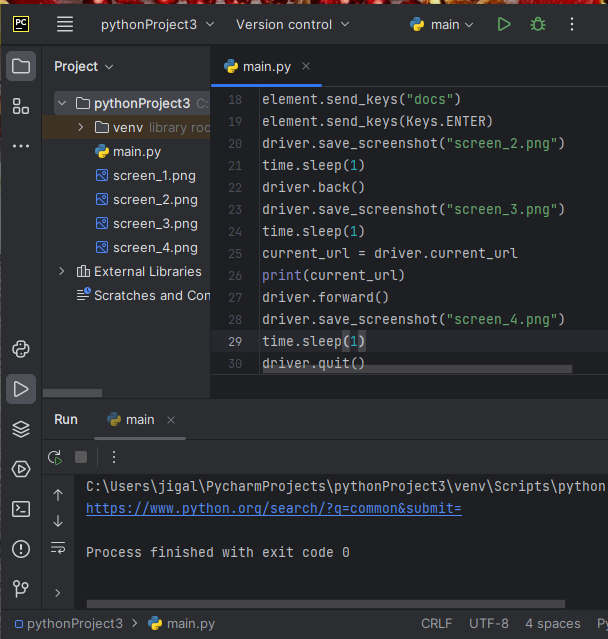 PC pythonProject3 Version control main
Project
pythonProject3 C:
venv library roo
main.py
screen_1.png
screen_2.png
screen_3.png
screen_4.png
External Libraries
Scratches and Con
main.py
18 element.send_keys("docs")
19 element.send_keys(Keys.ENTER)
20 driver.save_screenshot("screen_2.png")
21 time.sleep(1)
22 driver.back()
23 driver.save_screenshot("screen_3.png")
24 time.sleep(1)
25 current_url = driver.current_url
26 print(current_url)
27 driver.forward()
28 driver.save_screenshot("screen_4.png")
29 time.sleep(1)
30 driver.quit()
Run main
C:\Users\jigal\PycharmProjects\pythonProject3\venv\Scripts\python
https://www.python.org/search/?q=common&submit=
Process finished with exit code 0
pythonProject3 > main.py CRLF UTF-8 4 spaces Py